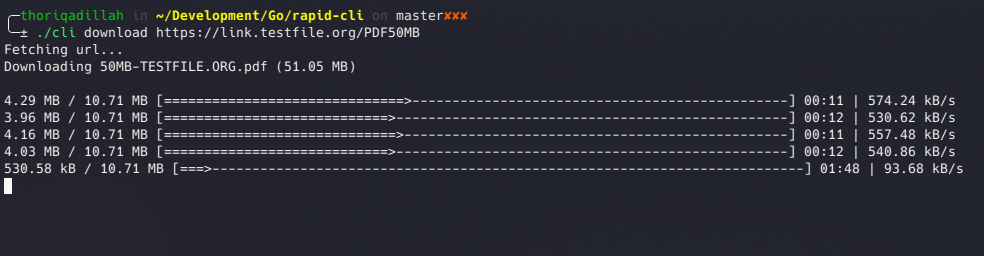 thoriqadillah in ~/Development/Go/rapid-cli on master✘✘✘
± ./cli download https://link.testfile.org/PDF50MB
Fetching url...
Downloading 50MB-TESTFILE.ORG.pdf (51.05 MB)
4.29 MB / 10.71 MB [==============================>-----------------------------------------------] 00:11 | 574.24 kB/s
3.96 MB / 10.71 MB [============================>-------------------------------------------------] 00:12 | 530.62 kB/s
4.16 MB / 10.71 MB [=============================>------------------------------------------------] 00:11 | 557.48 kB/s
4.03 MB / 10.71 MB [============================>-------------------------------------------------] 00:12 | 540.86 kB/s
530.58 kB / 10.71 MB [===>--------------------------------------------------------------------------] 01:48 | 93.68 kB/s